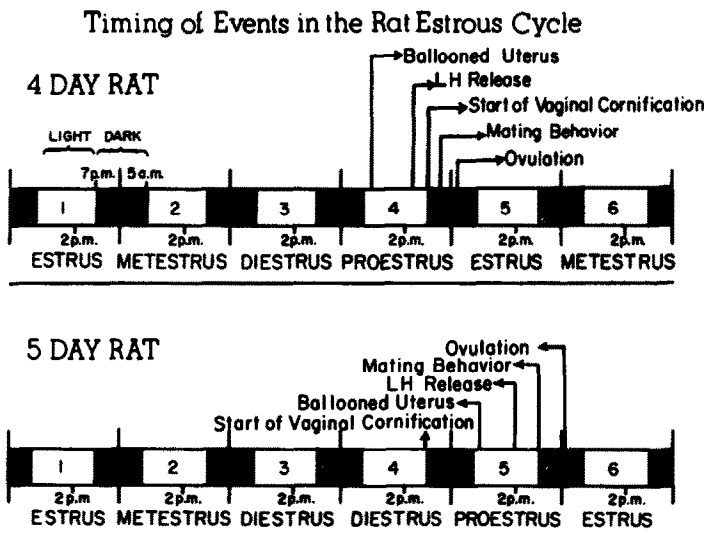 Timing of Events in the Rat Estrous Cycle
4 DAY RAT
Ballooned Uterus
LH Release
Start of Vaginal Cornification
Mating Behavior
Ovulation
LIGHT DARK
7p.m. 5a.m.
1 2 3 4 5 6
2p.m. 2p.m. 2p.m. 2p.m. 2p.m. 2p.m.
ESTRUS METESTRUS DIESTRUS PROESTRUS ESTRUS METESTRUS
5 DAY RAT
Ovulation
Mating Behavior
LH Release
Ballooned Uterus
Start of Vaginal Cornification
1 2 3 4 5 6
2p.m 2p.m. 2p.m. 2p.m. 2p.m. 2p.m.
ESTRUS METESTRUS DIESTRUS DIESTRUS PROESTRUS ESTRUS